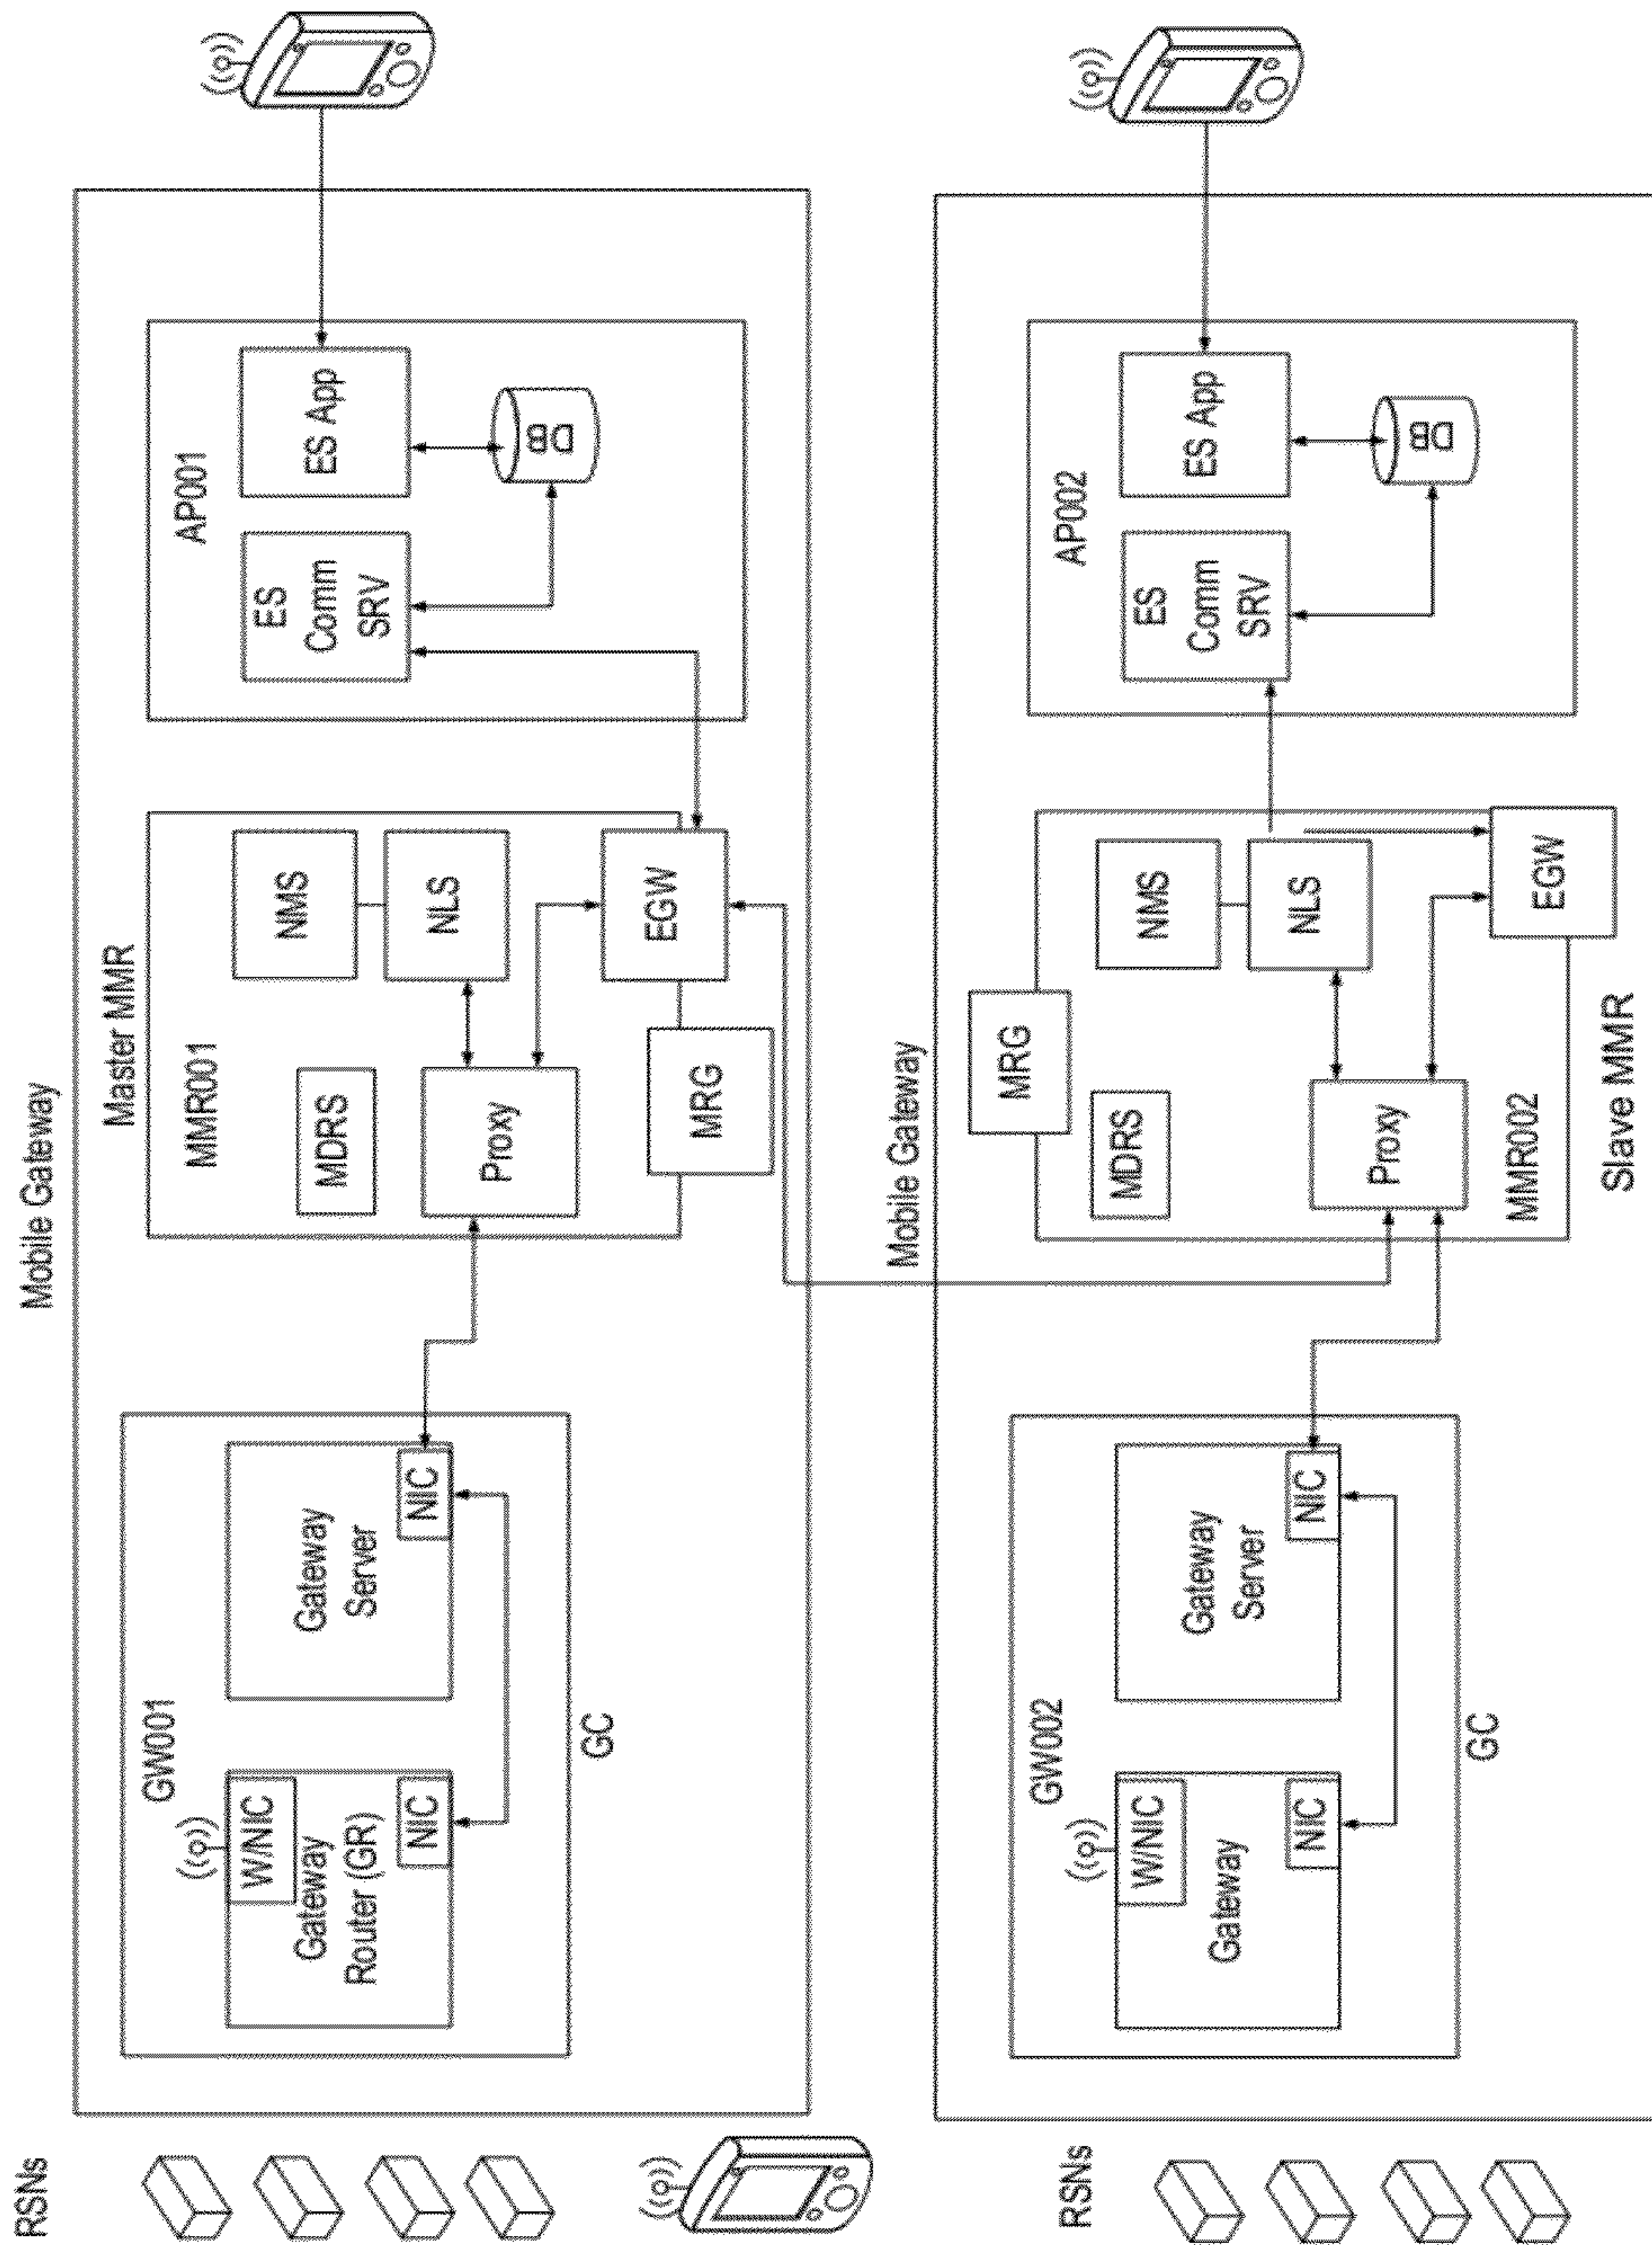 Mobile Gateway
RSNs
GW001
W/NIC
Gateway
Router (GR)
NIC
Gateway
Server
NIC
GC
Master MMR
MMR001
MDRS
Proxy
MRG
NMS
NLS
EGW
AP001
ES
Comm
SRV
ES App
DB
Mobile Gateway
RSNs
GW002
W/NIC
Gateway
NIC
Gateway
Server
NIC
GC
MRG
MDRS
Proxy
MMR002
Slave MMR
NMS
NLS
EGW
AP002
ES
Comm
SRV
ES App
DB